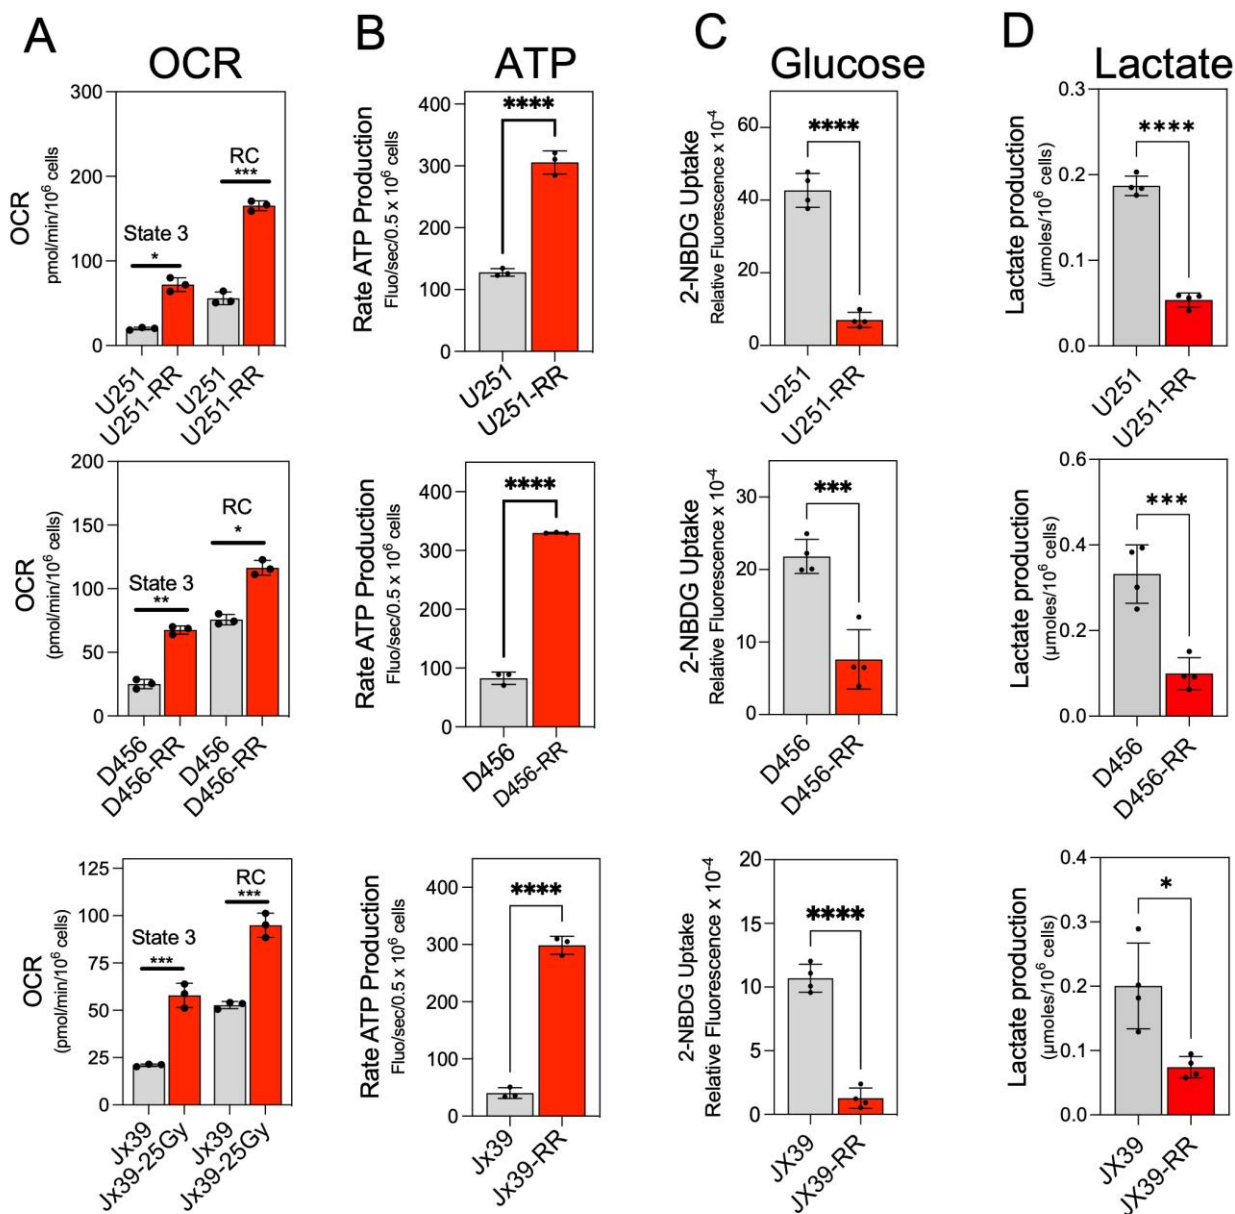 A
OCR
OCR
pmol/min/10⁶ cells
300
200
100
0
State 3
*
RC
***
U251
U251-RR
U251
U251-RR
B
ATP
Rate ATP Production
Fluo/sec/0.5 x 10⁶ cells
400
300
200
100
0
****
U251
U251-RR
C
Glucose
2-NBDG Uptake
Relative Fluorescence x 10⁻⁴
60
40
20
0
****
U251
U251-RR
D
Lactate
Lactate production
(µmoles/10⁶ cells)
0.3
0.2
0.1
0.0
****
U251
U251-RR
OCR
(pmol/min/10⁶ cells)
200
150
100
50
0
State 3
**
RC
*
D456
D456-RR
D456
D456-RR
Rate ATP Production
Fluo/sec/0.5 x 10⁶ cells
400
300
200
100
0
****
D456
D456-RR
2-NBDG Uptake
Relative Fluorescence x 10⁻⁴
30
20
10
0
***
D456
D456-RR
Lactate production
(µmoles/10⁶ cells)
0.6
0.4
0.2
0.0
***
D456
D456-RR
OCR
(pmol/min/10⁶ cells)
125
100
75
50
25
0
State 3
***
RC
***
Jx39
Jx39-25Gy
Jx39
Jx39-25Gy
Rate ATP Production
Fluo/sec/0.5 x 10⁶ cells
400
300
200
100
0
****
Jx39
Jx39-RR
2-NBDG Uptake
Relative Fluorescence x 10⁻⁴
20
15
10
5
0
****
JX39
JX39-RR
Lactate production
(µmoles/10⁶ cells)
0.4
0.3
0.2
0.1
0.0
*
JX39
JX39-RR